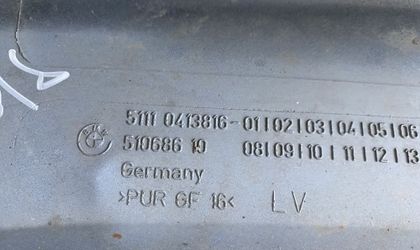 5111 0413816-01|02|03|04|05|06
510686 19 08|09|10|11|12|13
Germany
>PUR GF 16< LV